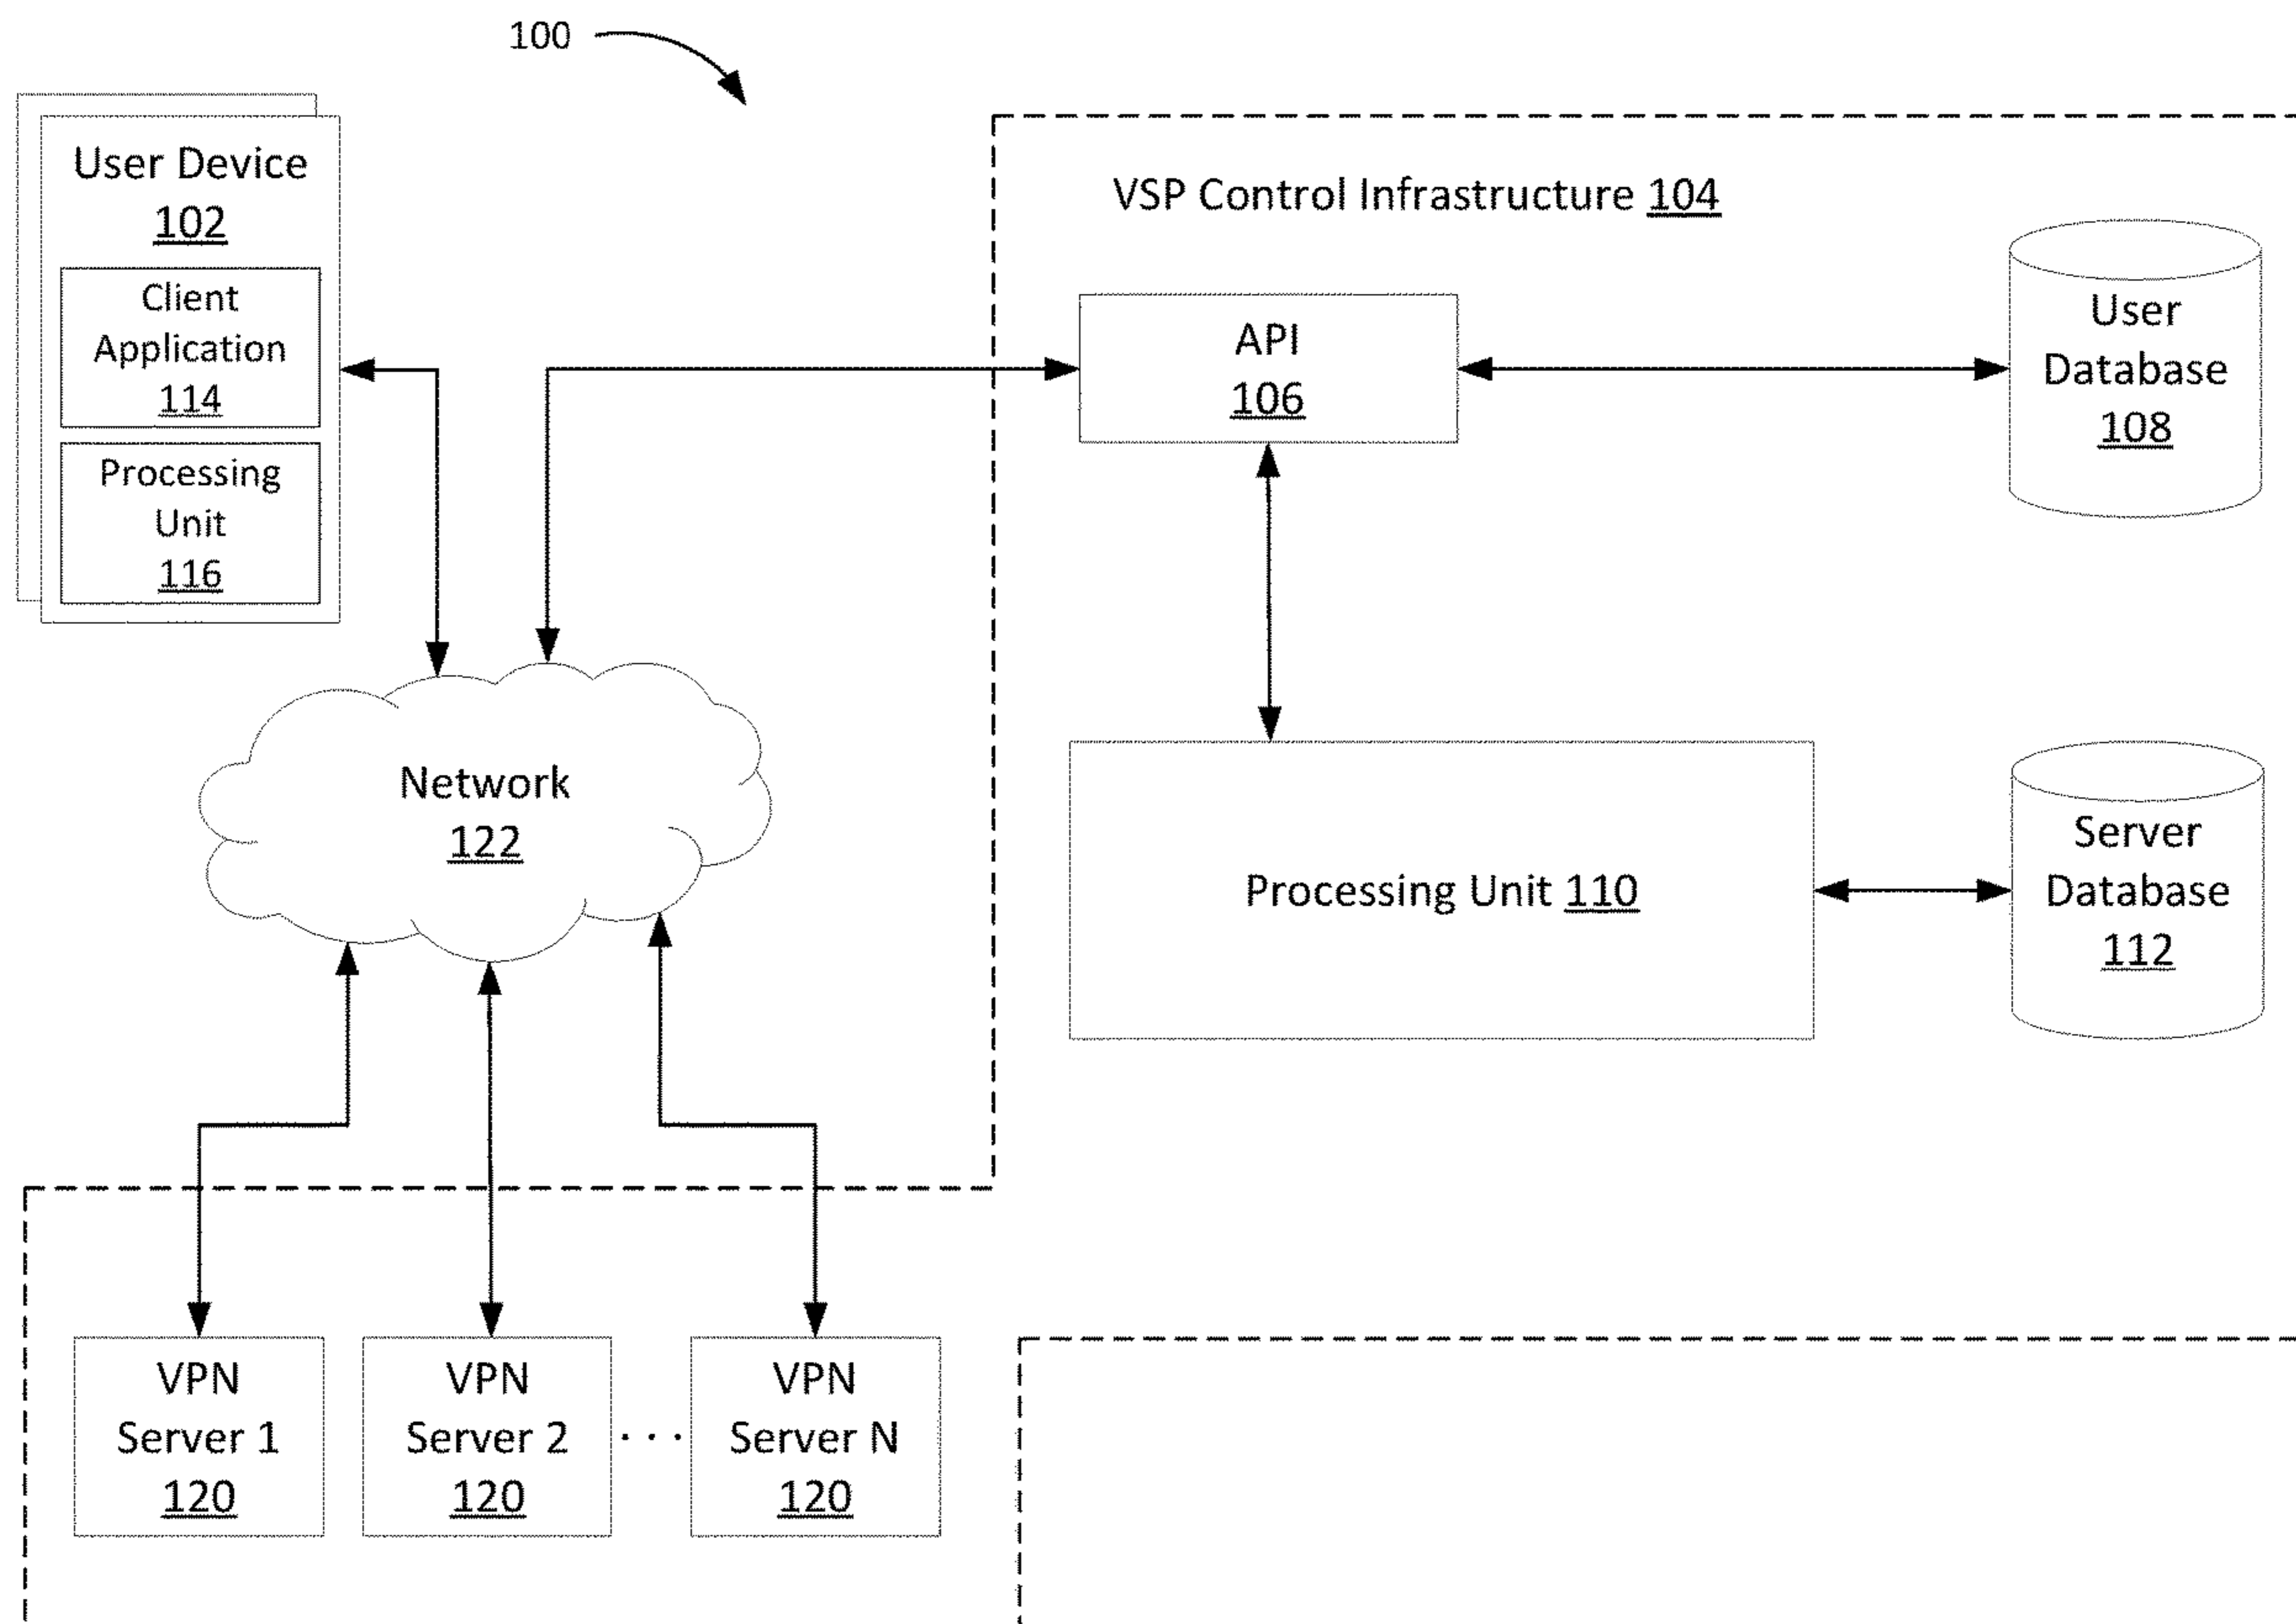 100
User Device
102
Client
Application
114
Processing
Unit
116
VSP Control Infrastructure 104
API
106
User
Database
108
Network
122
Processing Unit 110
Server
Database
112
VPN
Server 1
120
VPN
Server 2
120
. . .
VPN
Server N
120